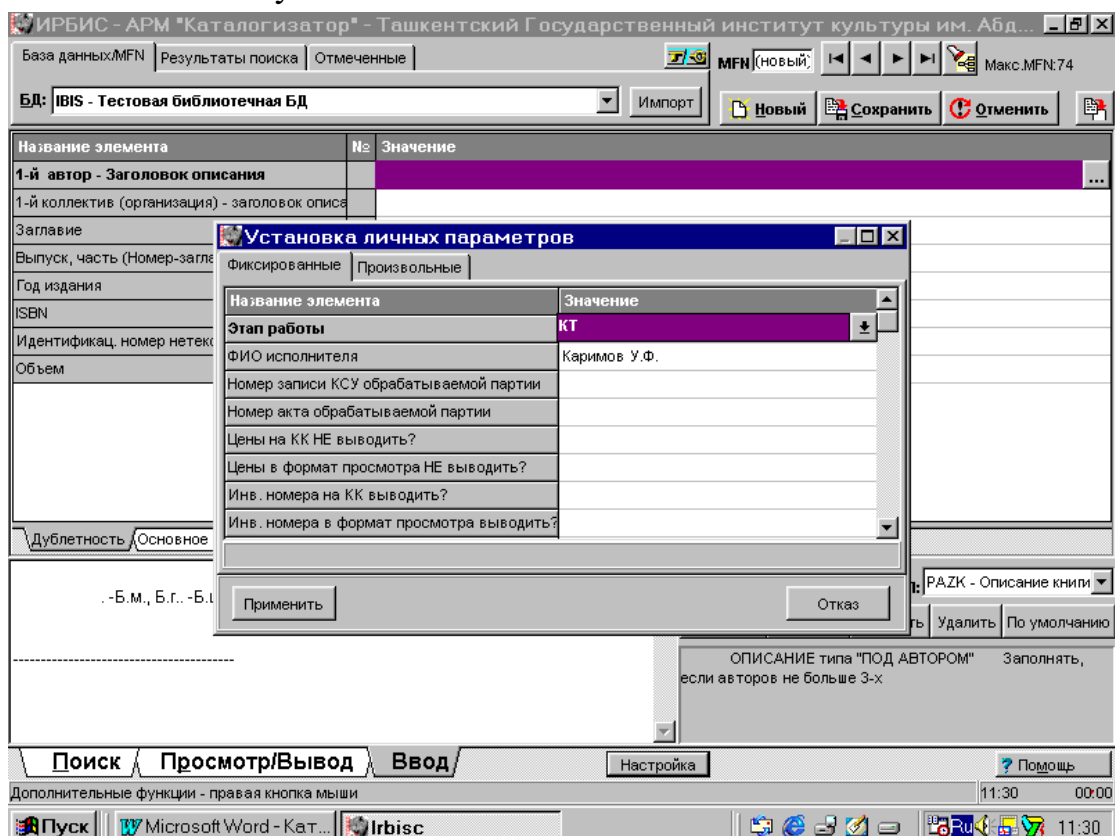 ИРБИС - АРМ "Каталогизатор" - Ташкентский Государственный институт культуры им. Абд...
База данных/MFN Результаты поиска Отмеченные MFN (новый) Макс.MFN:74
БД: IBIS - Тестовая библиотечная БД Импорт Новый Сохранить Отменить
Название элемента № Значение
1-й автор - Заголовок описания ...
1-й коллектив (организация) - заголовок описа
Заглавие
Выпуск, часть (Номер-загла
Год издания
ISBN
Идентификац. номер нетекс
Объем
Установка личных параметров
Фиксированные Произвольные
Название элемента Значение
Этап работы КТ
ФИО исполнителя Каримов У.Ф.
Номер записи КСУ обрабатываемой партии
Номер акта обрабатываемой партии
Цены на КК НЕ выводить?
Цены в формат просмотра НЕ выводить?
Инв. номера на КК выводить?
Инв. номера в формат просмотра выводить?
Применить Отказ
Дублетность Основное
. -Б.м., Б.г.. -Б.
PAZK - Описание книги
ть Удалить По умолчанию
----------------------------------------
ОПИСАНИЕ типа "ПОД АВТОРОМ" Заполнять,
если авторов не больше 3-х
Поиск Просмотр/Вывод Ввод Настройка ? Помощь
Дополнительные функции - правая кнопка мыши 11:30 00:00
Пуск Microsoft Word - Кат... Irbisc Ru 11:30